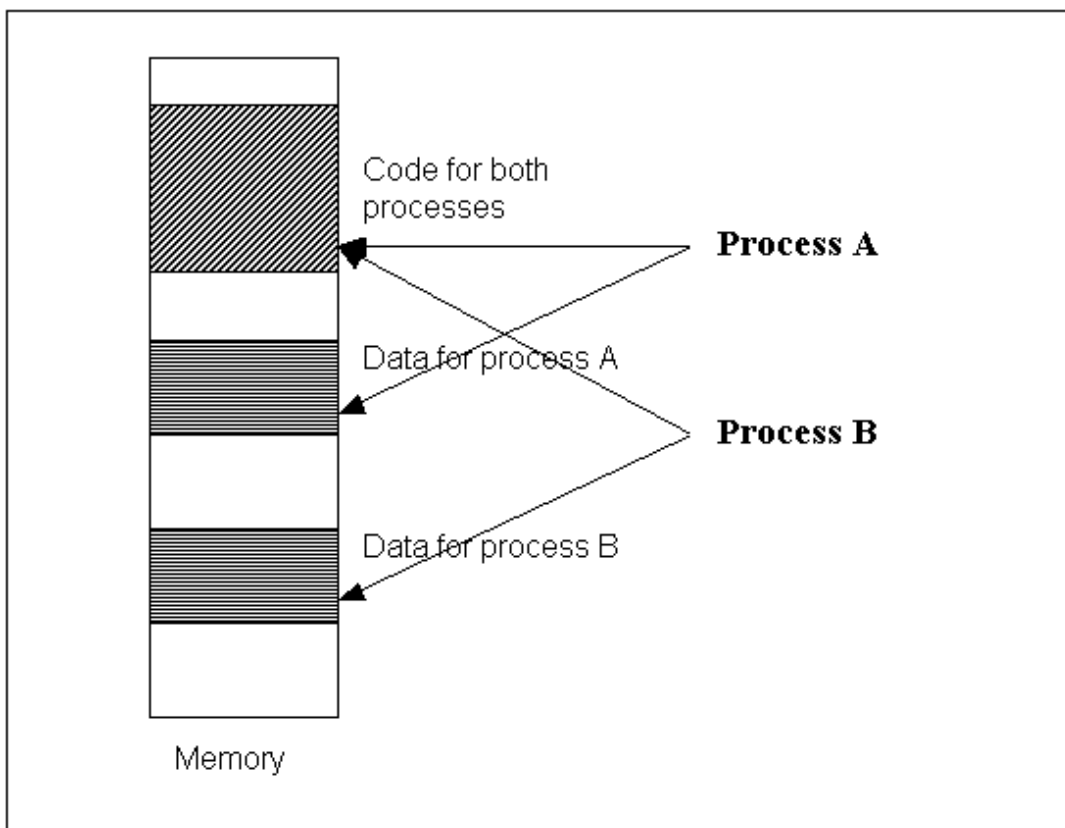 Code for both
processes
Process A
Data for process A
Process B
Data for process B
Memory